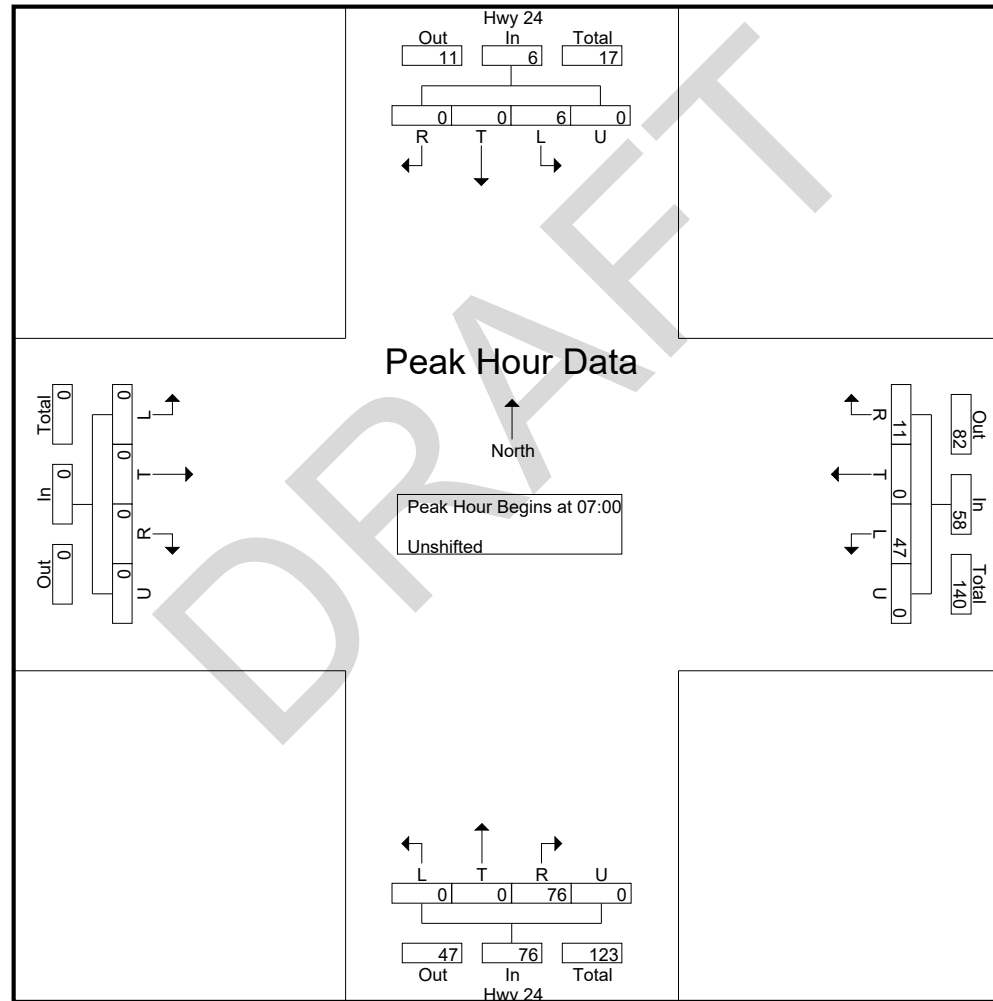 Hwy 24
Out In Total
11 6 17
0 0 6 0
R T L U
Peak Hour Data
North
Peak Hour Begins at 07:00
Unshifted
Total 0
In 0
Out 0
0 0 0 0
L T R U
R T L U
11 0 47 0
Out 82
In 58
Total 140
L T R U
0 0 76 0
47 76 123
Out In Total
Hwy 24
DRAFT